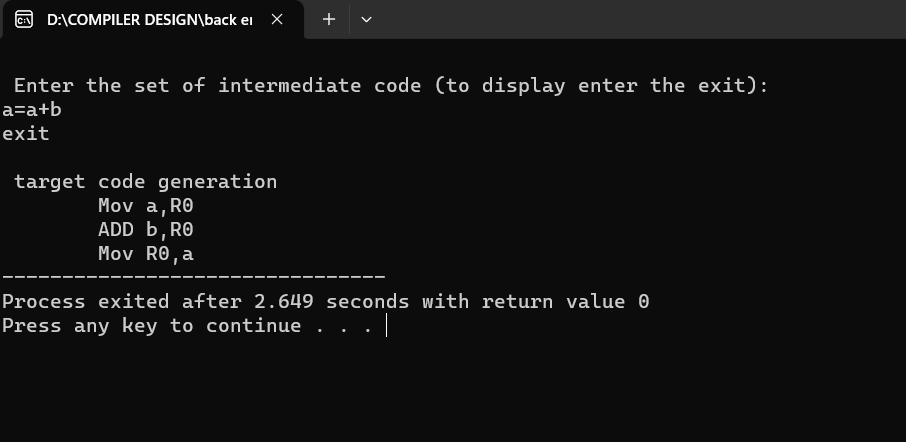 D:\COMPILER DESIGN\back er
Enter the set of intermediate code (to display enter the exit):
a=a+b
exit
target code generation
Mov a,R0
ADD b,R0
Mov R0,a
--------------------------------
Process exited after 2.649 seconds with return value 0
Press any key to continue . . .